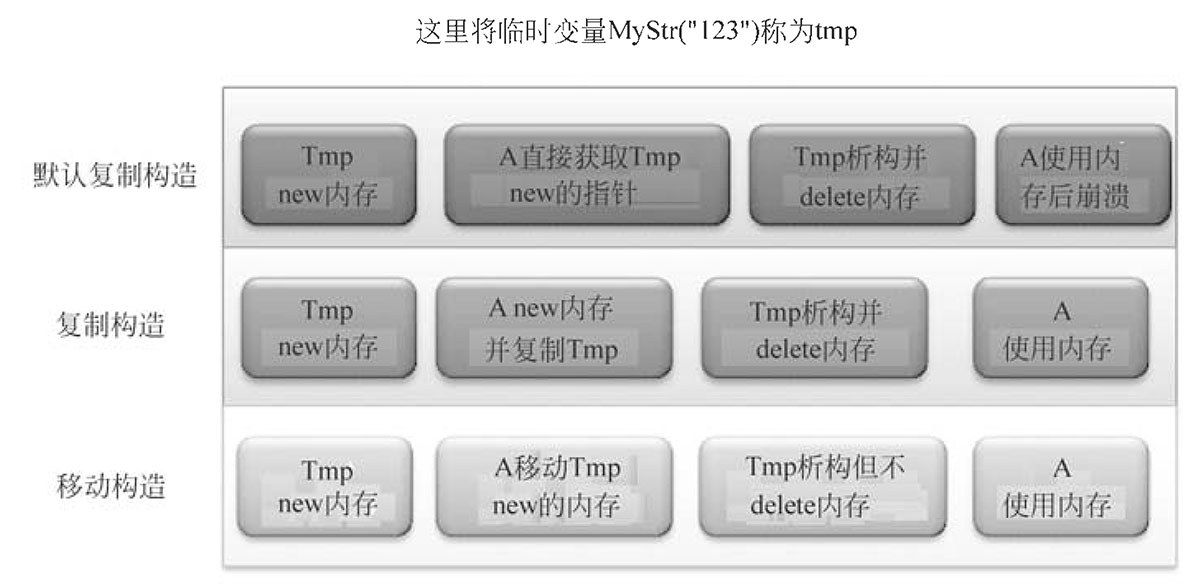 这里将临时变量MyStr("123")称为tmp
默认复制构造
Tmp
new内存
A直接获取Tmp
new的指针
Tmp析构并
delete内存
A使用内
存后崩溃
复制构造
Tmp
new内存
A new内存
并复制Tmp
Tmp析构并
delete内存
A
使用内存
移动构造
Tmp
new内存
A移动Tmp
new的内存
Tmp析构但不
delete内存
A
使用内存